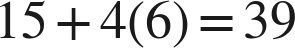 15 + 4(6) = 39